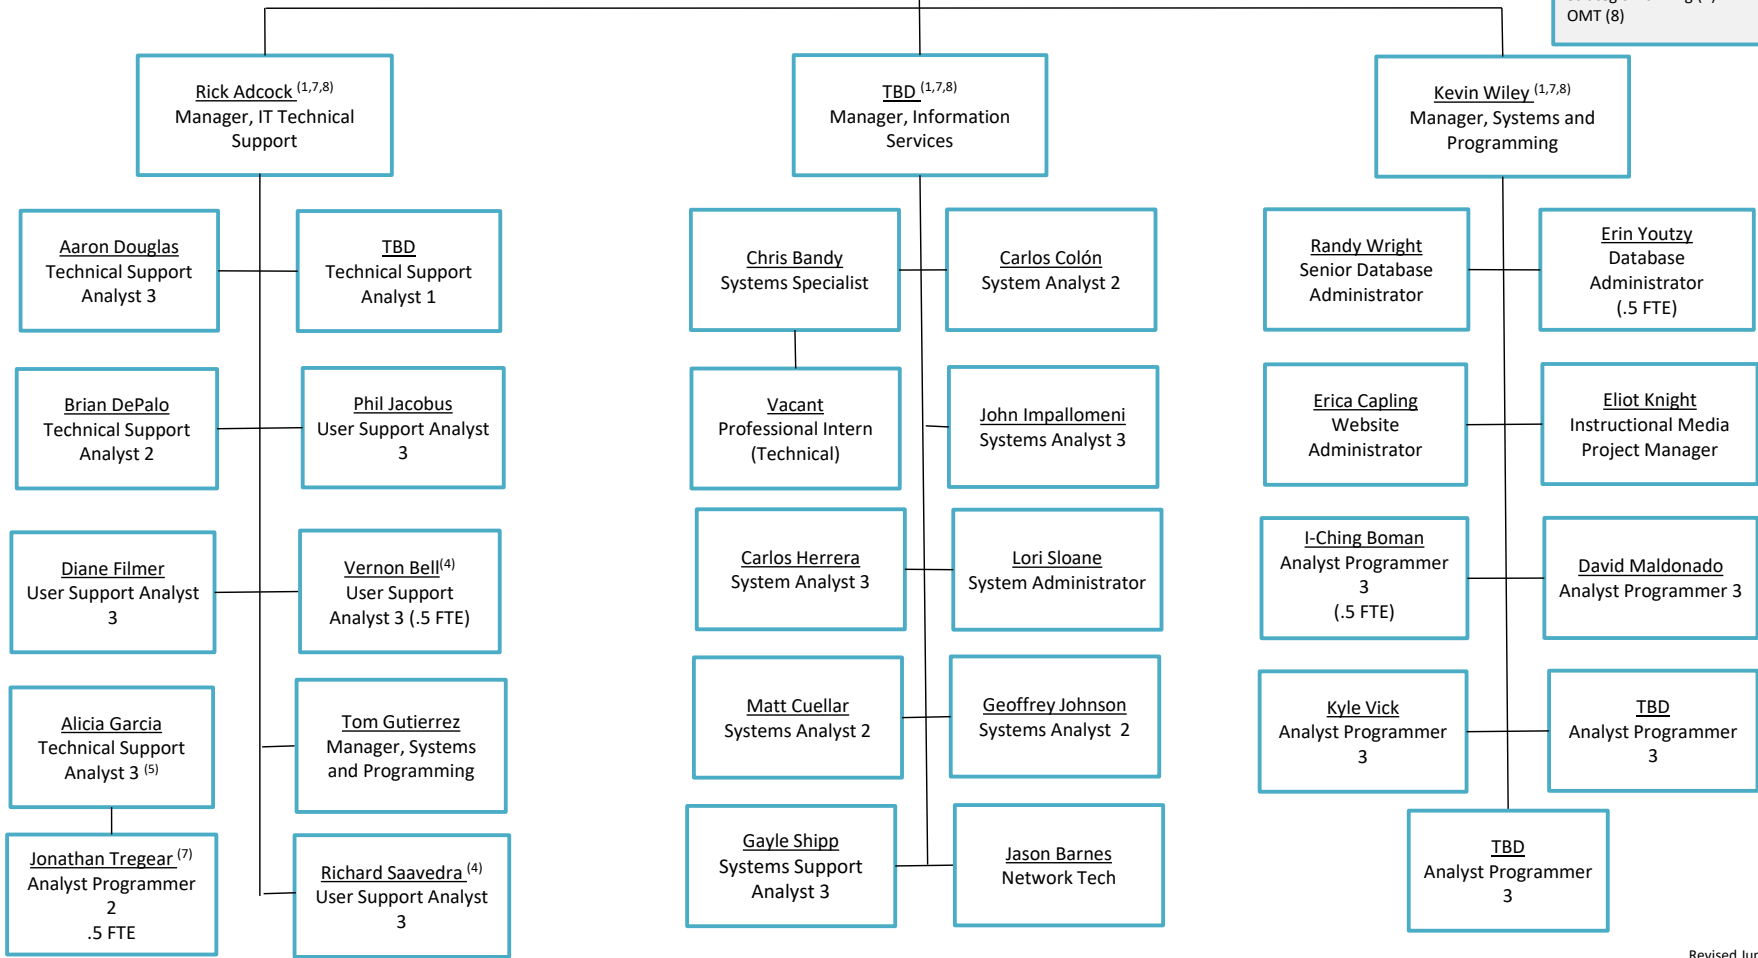 OMT (8)
Rick Adcock (1,7,8)
Manager, IT Technical
Support
TBD (1,7,8)
Manager, Information
Services
Kevin Wiley (1,7,8)
Manager, Systems and
Programming
Aaron Douglas
Technical Support
Analyst 3
TBD
Technical Support
Analyst 1
Chris Bandy
Systems Specialist
Carlos Colón
System Analyst 2
Randy Wright
Senior Database
Administrator
Erin Youtzy
Database
Administrator
(.5 FTE)
Brian DePalo
Technical Support
Analyst 2
Phil Jacobus
User Support Analyst
3
Vacant
Professional Intern
(Technical)
John Impallomeni
Systems Analyst 3
Erica Capling
Website
Administrator
Eliot Knight
Instructional Media
Project Manager
Diane Filmer
User Support Analyst
3
Vernon Bell(4)
User Support
Analyst 3 (.5 FTE)
Carlos Herrera
System Analyst 3
Lori Sloane
System Administrator
I-Ching Boman
Analyst Programmer
3
(.5 FTE)
David Maldonado
Analyst Programmer 3
Alicia Garcia
Technical Support
Analyst 3 (5)
Tom Gutierrez
Manager, Systems
and Programming
Matt Cuellar
Systems Analyst 2
Geoffrey Johnson
Systems Analyst 2
Kyle Vick
Analyst Programmer
3
TBD
Analyst Programmer
3
Jonathan Tregear (7)
Analyst Programmer
2
.5 FTE
Richard Saavedra (4)
User Support Analyst
3
Gayle Shipp
Systems Support
Analyst 3
Jason Barnes
Network Tech
TBD
Analyst Programmer
3
Revised